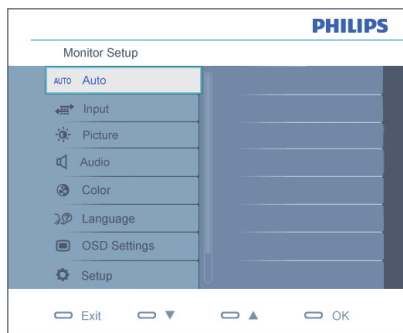 PHILIPS
Monitor Setup
AUTO Auto
Input
Picture
Audio
Color
Language
OSD Settings
Setup
Exit ▼ ▲ OK